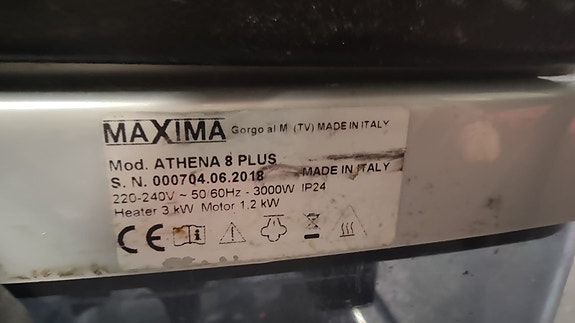 MAXIMA Gorgo al M (TV) MADE IN ITALY
Mod. ATHENA 8 PLUS MADE IN ITALY
S. N. 000704.06.2018
220-240V ~ 50/60Hz - 3000W IP24
Heater 3 kW Motor 1,2 kW
CE